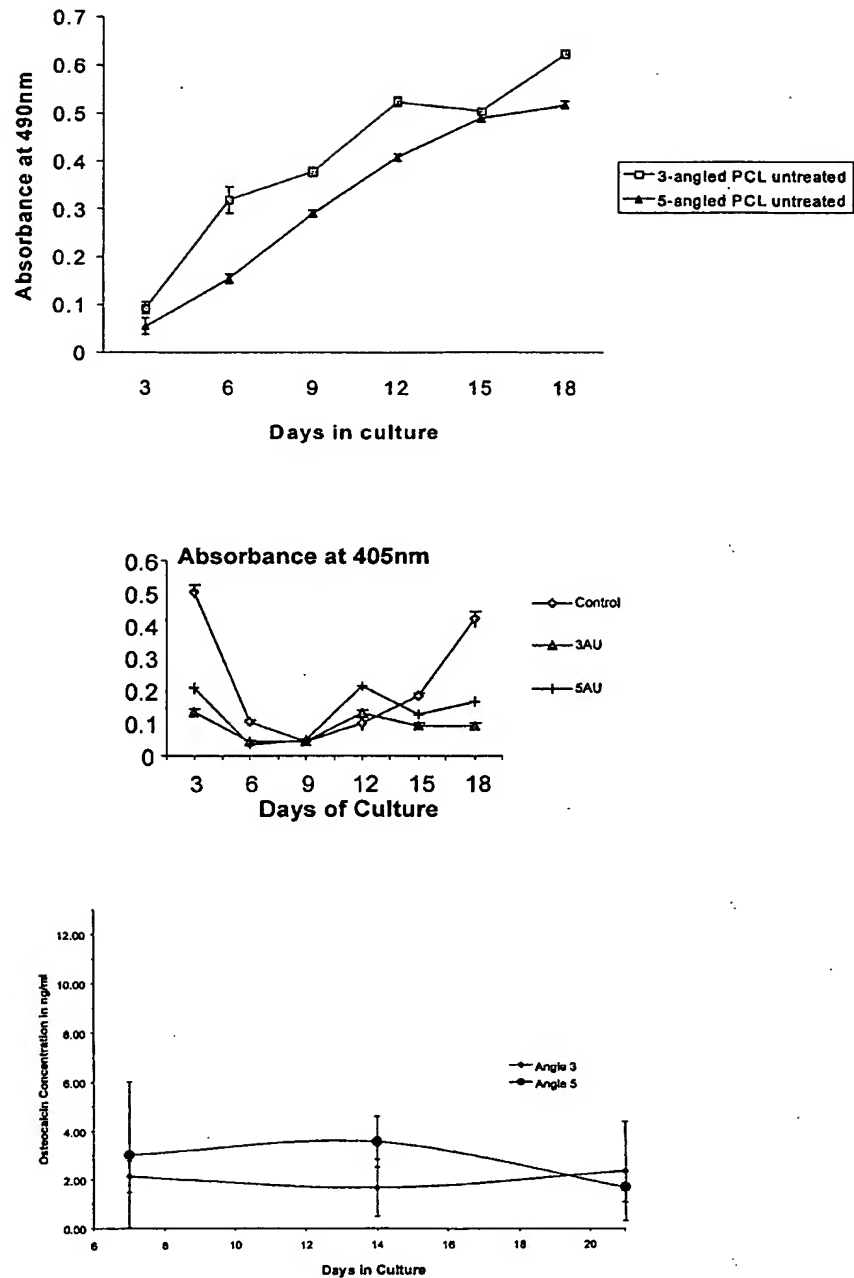 0.7
0.6
0.5
0.4
0.3
0.2
0.1
0
Absorbance at 490nm
3 6 9 12 15 18
Days in culture
3-angled PCL untreated
5-angled PCL untreated
Absorbance at 405nm
0.6
0.5
0.4
0.3
0.2
0.1
0
3 6 9 12 15 18
Days of Culture
Control
3AU
5AU
Osteocalcin Concentration in ng/ml
12.00
10.00
8.00
6.00
4.00
2.00
0.00
6 8 10 12 14 16 18 20
Days in Culture
Angle 3
Angle 5